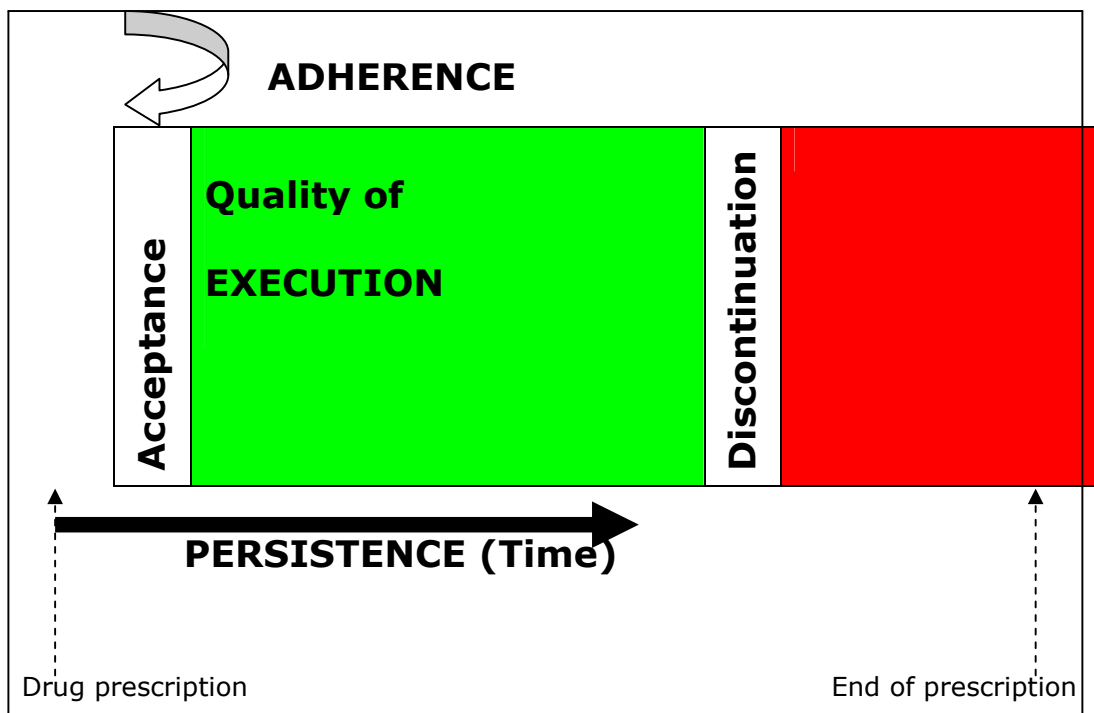 ADHERENCE
Acceptance
Quality of
EXECUTION
Discontinuation
PERSISTENCE (Time)
Drug prescription
End of prescription